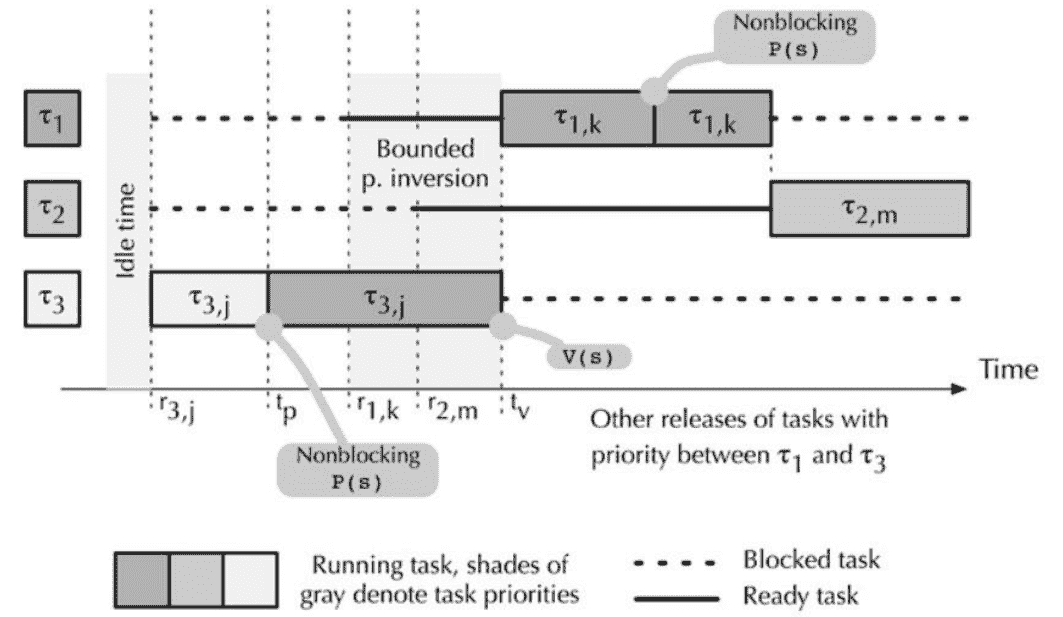 Nonblocking
P(s)
τ1
τ1,k
τ1,k
Bounded
p. inversion
τ2
τ2,m
Idle time
τ3
τ3,j
τ3,j
V(s)
Time
r3,j
tp
r1,k
r2,m
tv
Other releases of tasks with
priority between τ1 and τ3
Nonblocking
P(s)
Running task, shades of
gray denote task priorities
Blocked task
Ready task